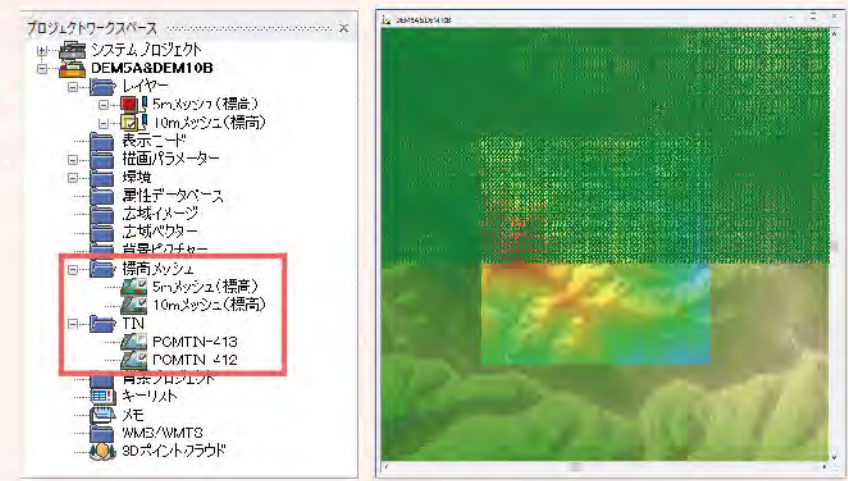 プロジェクトワークスペース
システムプロジェクト
DEM5A&DEM10B
レイヤー
5mメッシュ(標高)
10mメッシュ(標高)
表示モード
描画パラメーター
環境
属性データベース
広域イメージ
広域ベクター
背景ピクチャー
標高メッシュ
5mメッシュ(標高)
10mメッシュ(標高)
TIN
PCMTIN-413
PCMTIN-412
背景プロジェクト
キーリスト
メモ
WMS/WMTS
3Dポイントクラウド
DEM5A&DEM10B